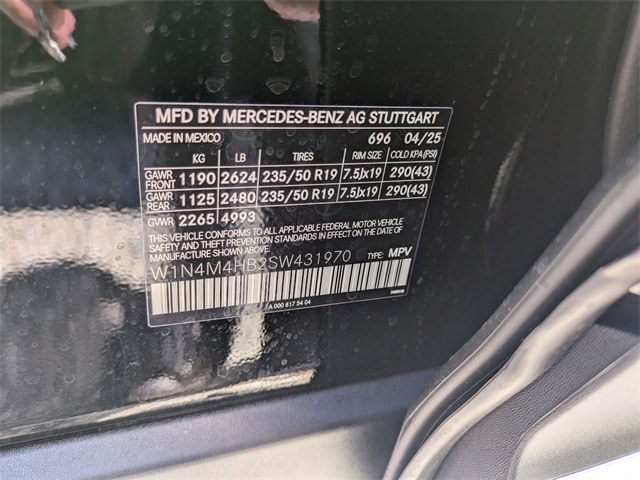 MFD BY MERCEDES-BENZ AG STUTTGART
MADE IN MEXICO 696 04/25
KG LB TIRES RIM SIZE COLD KPA (PSI)
GAWR FRONT 1190 2624 235/50 R19 7.5Jx19 290(43)
GAWR REAR 1125 2480 235/50 R19 7.5Jx19 290(43)
GVWR 2265 4993
THIS VEHICLE CONFORMS TO ALL APPLICABLE FEDERAL MOTOR VEHICLE
SAFETY AND THEFT PREVENTION STANDARDS IN EFFECT ON THE DATE OF
MANUFACTURE SHOWN ABOVE.
W1N4M4HB2SW431970 TYPE: MPV
A 000 817 54 04